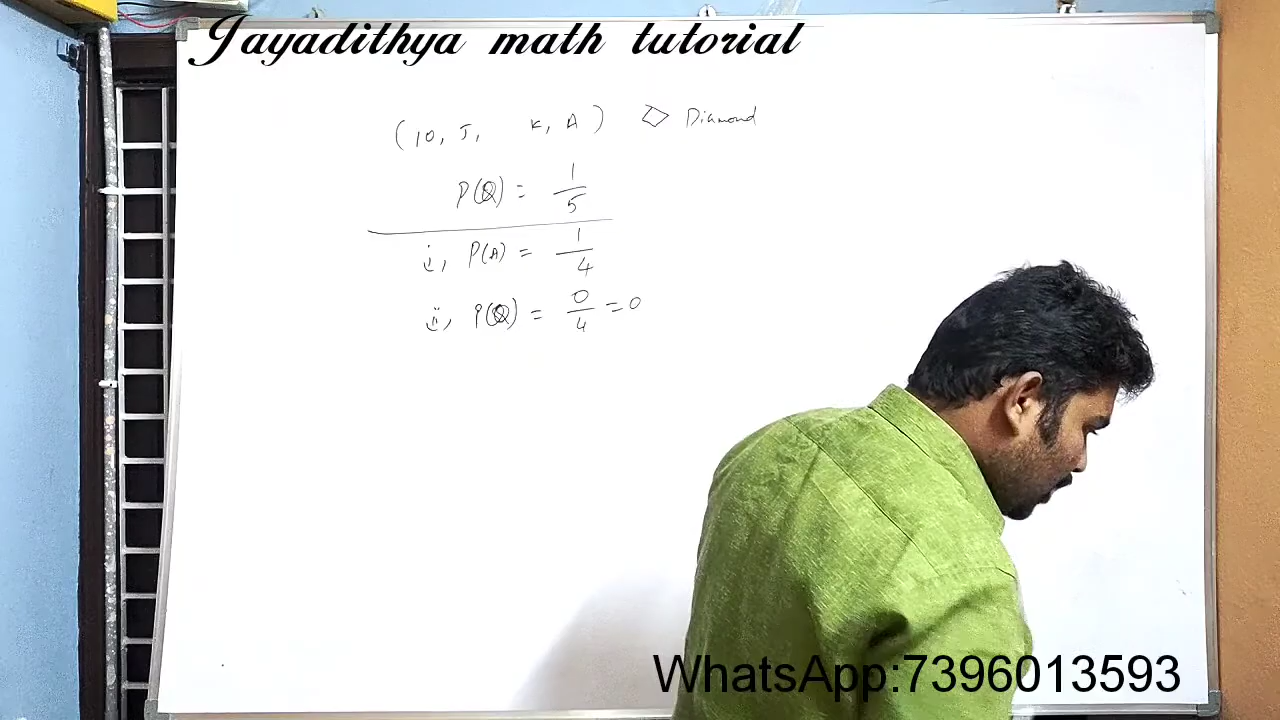 Jayadithya math tutorial
(10, J, K, A) ◇ Diamond
P(Q) = 1/5
i, P(A) = 1/4
ii, P(Q) = 0/4 = 0
WhatsApp:7396013593